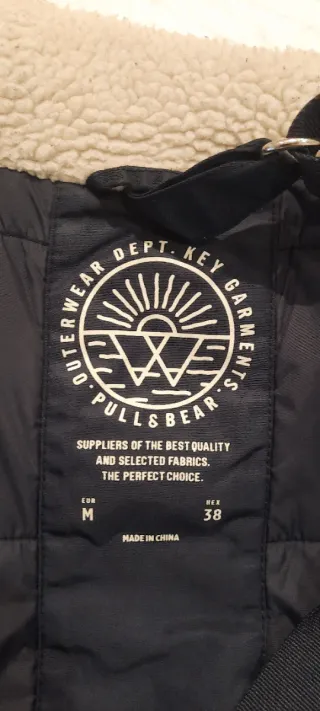 OUTERWEAR DEPT. KEY GARMENTS.
· PULL&BEAR ·
W
SUPPLIERS OF THE BEST QUALITY
AND SELECTED FABRICS.
THE PERFECT CHOICE.
EUR MEX
M 38
MADE IN CHINA